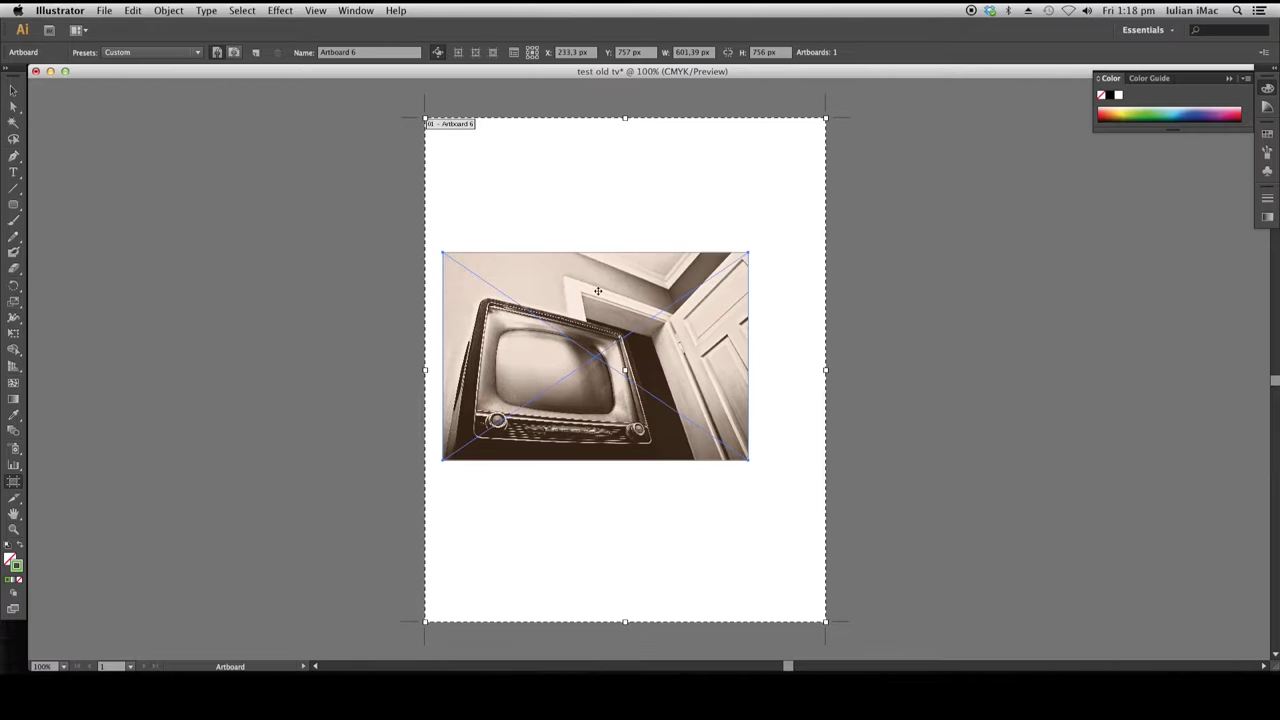 Illustrator File Edit Object Type Select Effect View Window Help Fri 1:18 pm Iulian iMac
Ai Br Essentials
Artboard Presets: Custom Name: Artboard 6 X: 233,3 px Y: 757 px W: 601,39 px H: 756 px Artboards: 1
test old tv* @ 100% (CMYK/Preview)
Color Color Guide
01 - Artboard 6
T
100% 1 Artboard